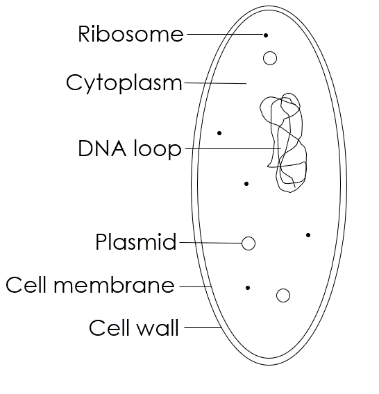 Ribosome
Cytoplasm
DNA loop
Plasmid
Cell membrane
Cell wall